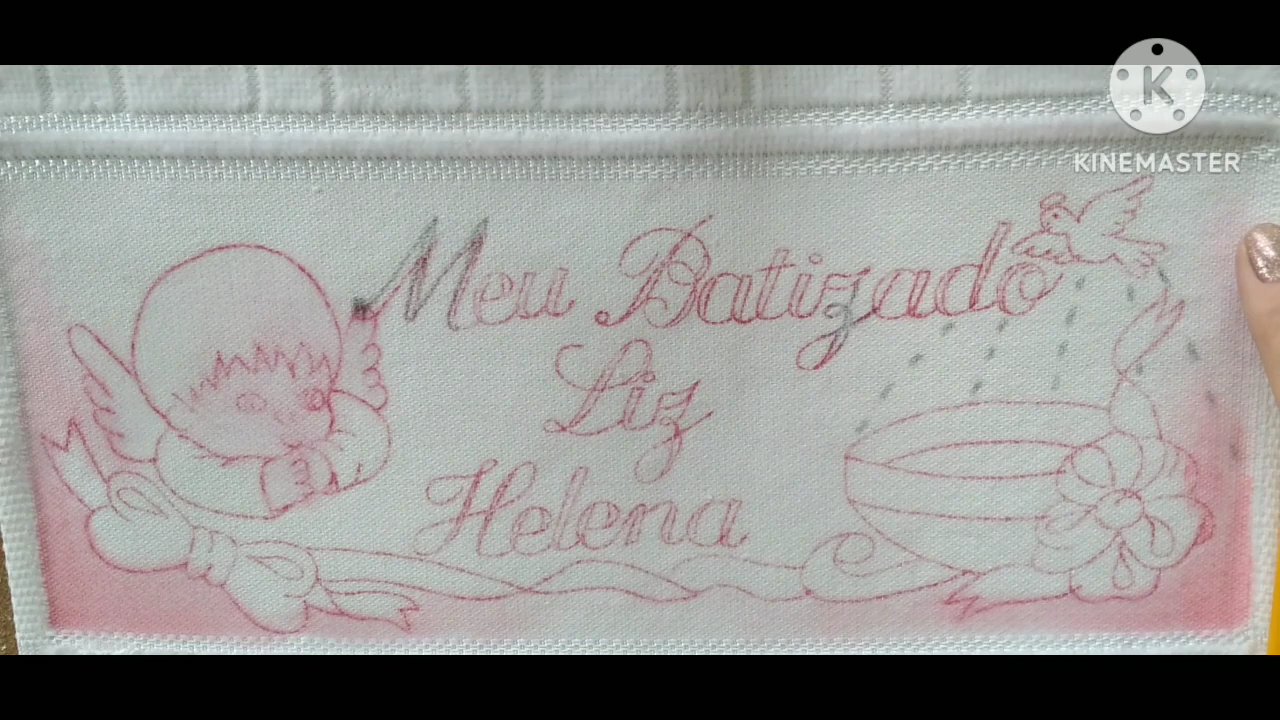 K
KINEMASTER
Meu Batizado
Liz
Helena